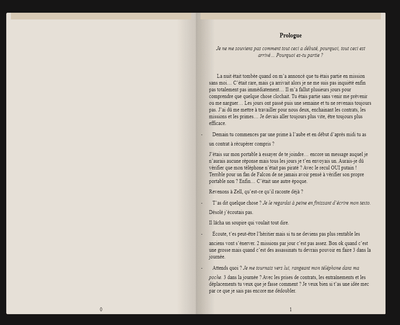 Prologue
Je ne me souviens pas comment tout ceci a débuté, pourquoi, tout ceci est
arrivé… Pourquoi es-tu partie ?
La nuit était tombée quand on m'a annoncé que tu étais partie en mission
sans moi… C'était rare, mais ça arrivait alors je ne me suis pas inquiété enfin
pas totalement pas immédiatement… Il m'a fallut plusieurs jours pour
comprendre que quelque chose clochait. Tu étais partie sans venir me prévenir
ou me narguer… Les jours ont passé puis une semaine et tu ne revenais toujours
pas. J'ai dû me mettre à travailler pour nous deux, enchainant les contrats, les
missions et les primes… Je devais aller toujours plus vite, être toujours plus
efficace.
- Demain tu commences par une prime à l'aube et en début d'après midi tu as
un contrat à récupérer compris ?
J'étais sur mon portable à essayer de te joindre… encore un message auquel je
n'aurais aucune réponse mais tous les jours je t'en envoyais un. Aurais-je dû
vérifier que mon téléphone n'était pas piraté ? Avec le recul OUI putain !
Terrible pour un fan de Falcon de ne jamais avoir pensé à vérifier son propre
portable non ? Enfin… C'était une autre époque.
Revenons à Zell, qu'est-ce qu'il raconte déjà ?
- T'as dit quelque chose ? Je le regardai à peine en finissant d'écrire mon texto.
Désolé j'écoutais pas.
Il lâcha un soupire qui voulait tout dire.
- Écoute, t'es peut-être l'héritier mais si tu ne deviens pas plus rentable les
anciens vont s'énerver. 2 missions par jour c'est pas assez. Bon ok quand c'est
une grosse mais quand c'est des assassinats tu devrais pouvoir en faire 3 dans la
journée.
- Attends quoi ? Je me tournais vers lui, rangeant mon téléphone dans ma
poche. 3 dans la journée ? Avec les prises de contrats, les entraînements et les
déplacements tu veux que je fasse comment ? Je veux bien si t'as une idée mec
par ce que je sais pas encore me dédoubler.
0
1